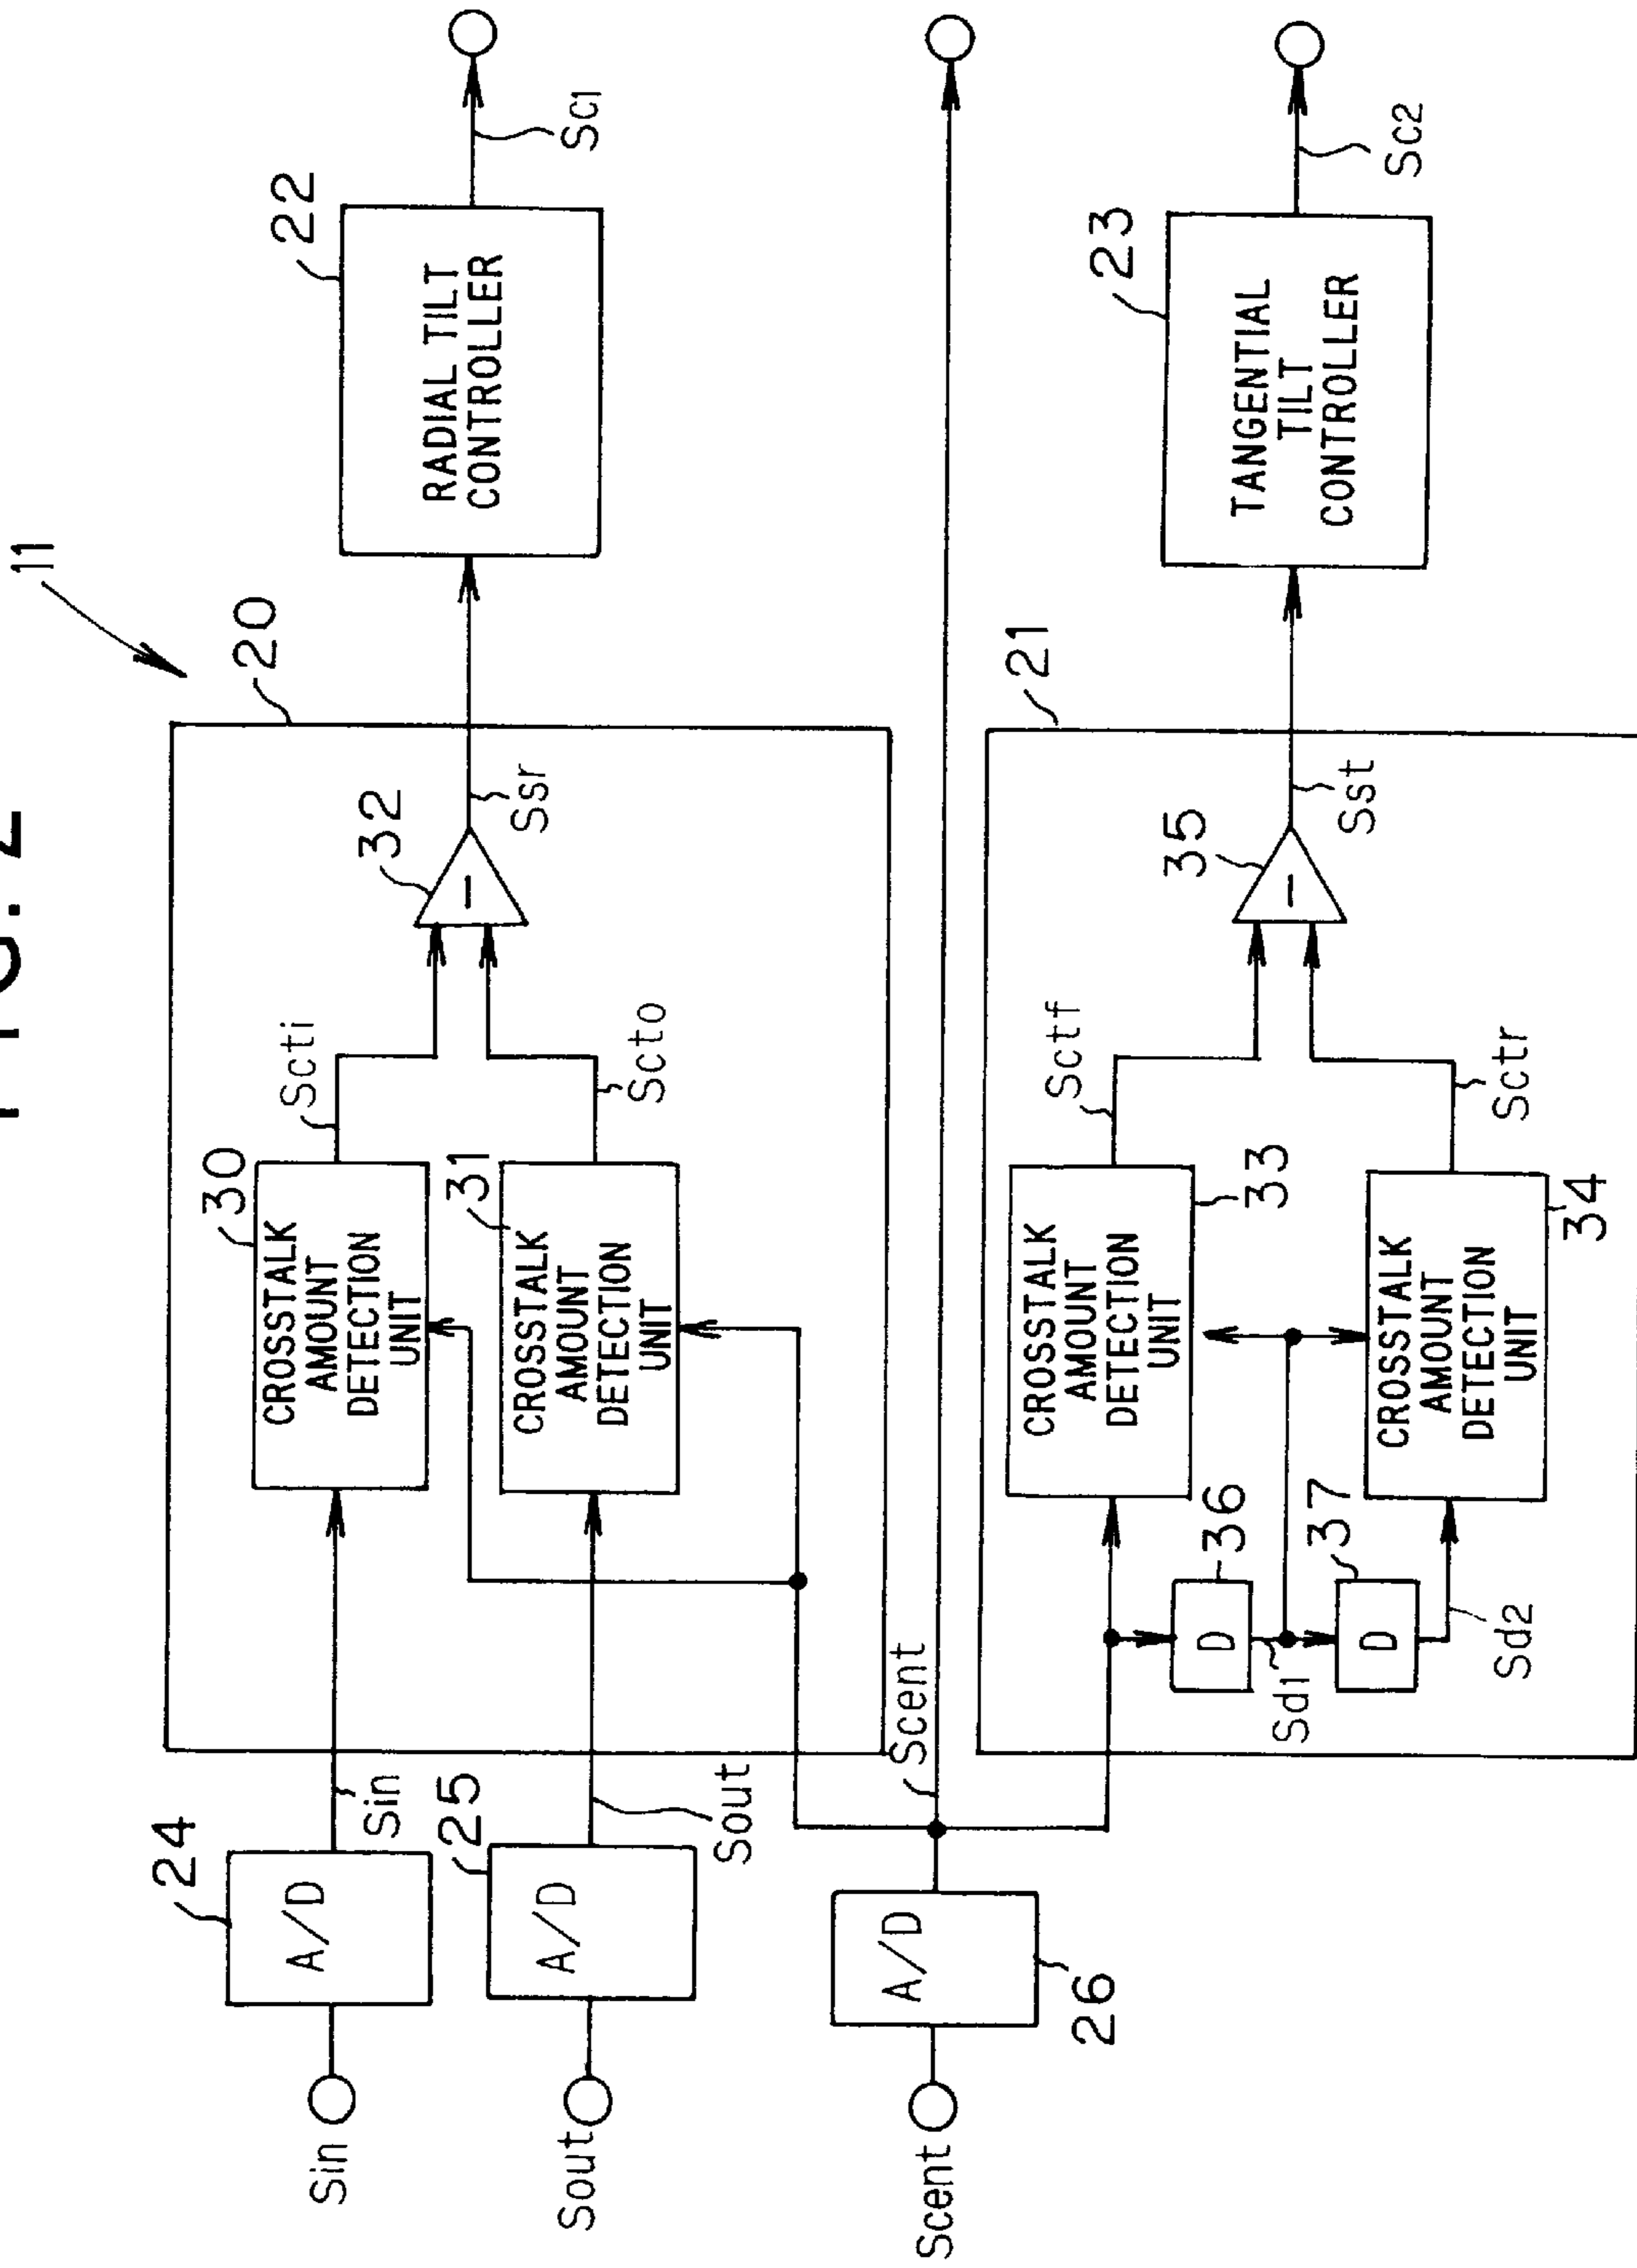 FIG. 2
11
24
A/D
Sin
Sin
20
30
CROSSTALK
AMOUNT
DETECTION
UNIT
Scti
32
Ssr
22
RADIAL TILT
CONTROLLER
Sc1
25
A/D
Sout
Sout
31
CROSSTALK
AMOUNT
DETECTION
UNIT
Scto
26
A/D
Scent
Scent
21
33
CROSSTALK
AMOUNT
DETECTION
UNIT
Sctf
35
Sst
23
TANGENTIAL
TILT
CONTROLLER
Sc2
36
D
Sd1
37
D
Sd2
34
CROSSTALK
AMOUNT
DETECTION
UNIT
Sctr